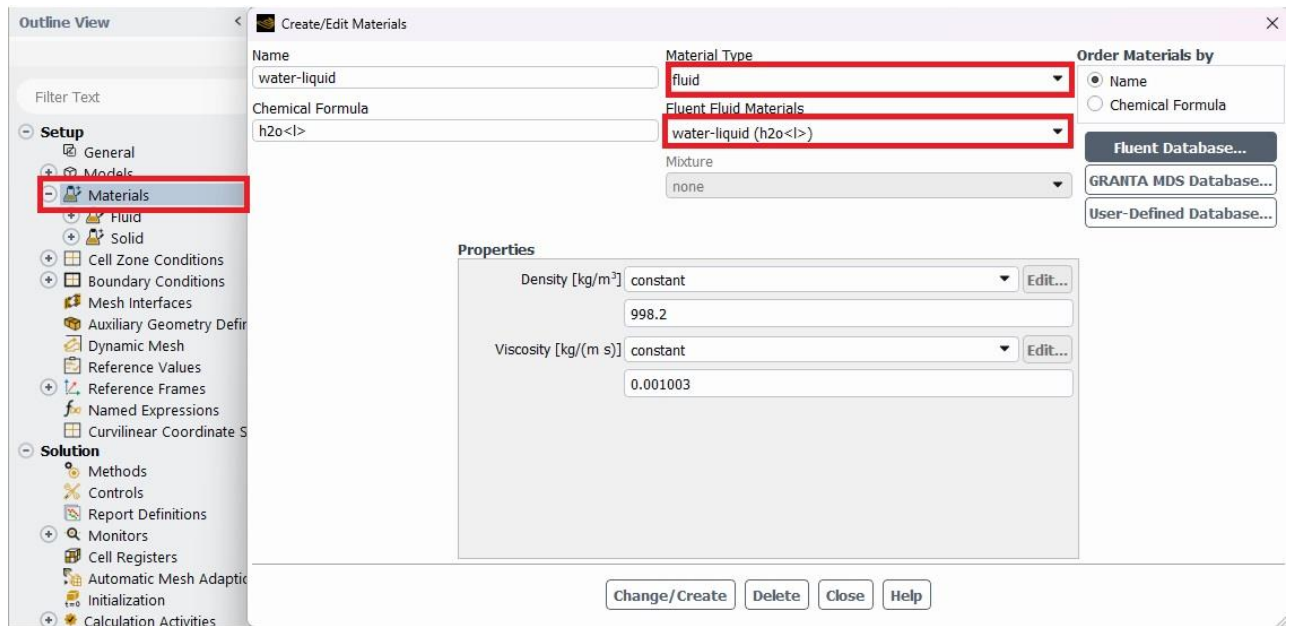 Outline View
<
Filter Text
Setup
General
Models
Materials
Fluid
Solid
Cell Zone Conditions
Boundary Conditions
Mesh Interfaces
Auxiliary Geometry Defin
Dynamic Mesh
Reference Values
Reference Frames
Named Expressions
Curvilinear Coordinate S
Solution
Methods
Controls
Report Definitions
Monitors
Cell Registers
Automatic Mesh Adaptic
Initialization
Calculation Activities
Create/Edit Materials
Name
water-liquid
Chemical Formula
h2o<l>
Material Type
fluid
Fluent Fluid Materials
water-liquid (h2o<l>)
Mixture
none
Order Materials by
Name
Chemical Formula
Fluent Database...
GRANTA MDS Database...
User-Defined Database...
Properties
Density [kg/m³] constant Edit...
998.2
Viscosity [kg/(m s)] constant Edit...
0.001003
Change/Create Delete Close Help